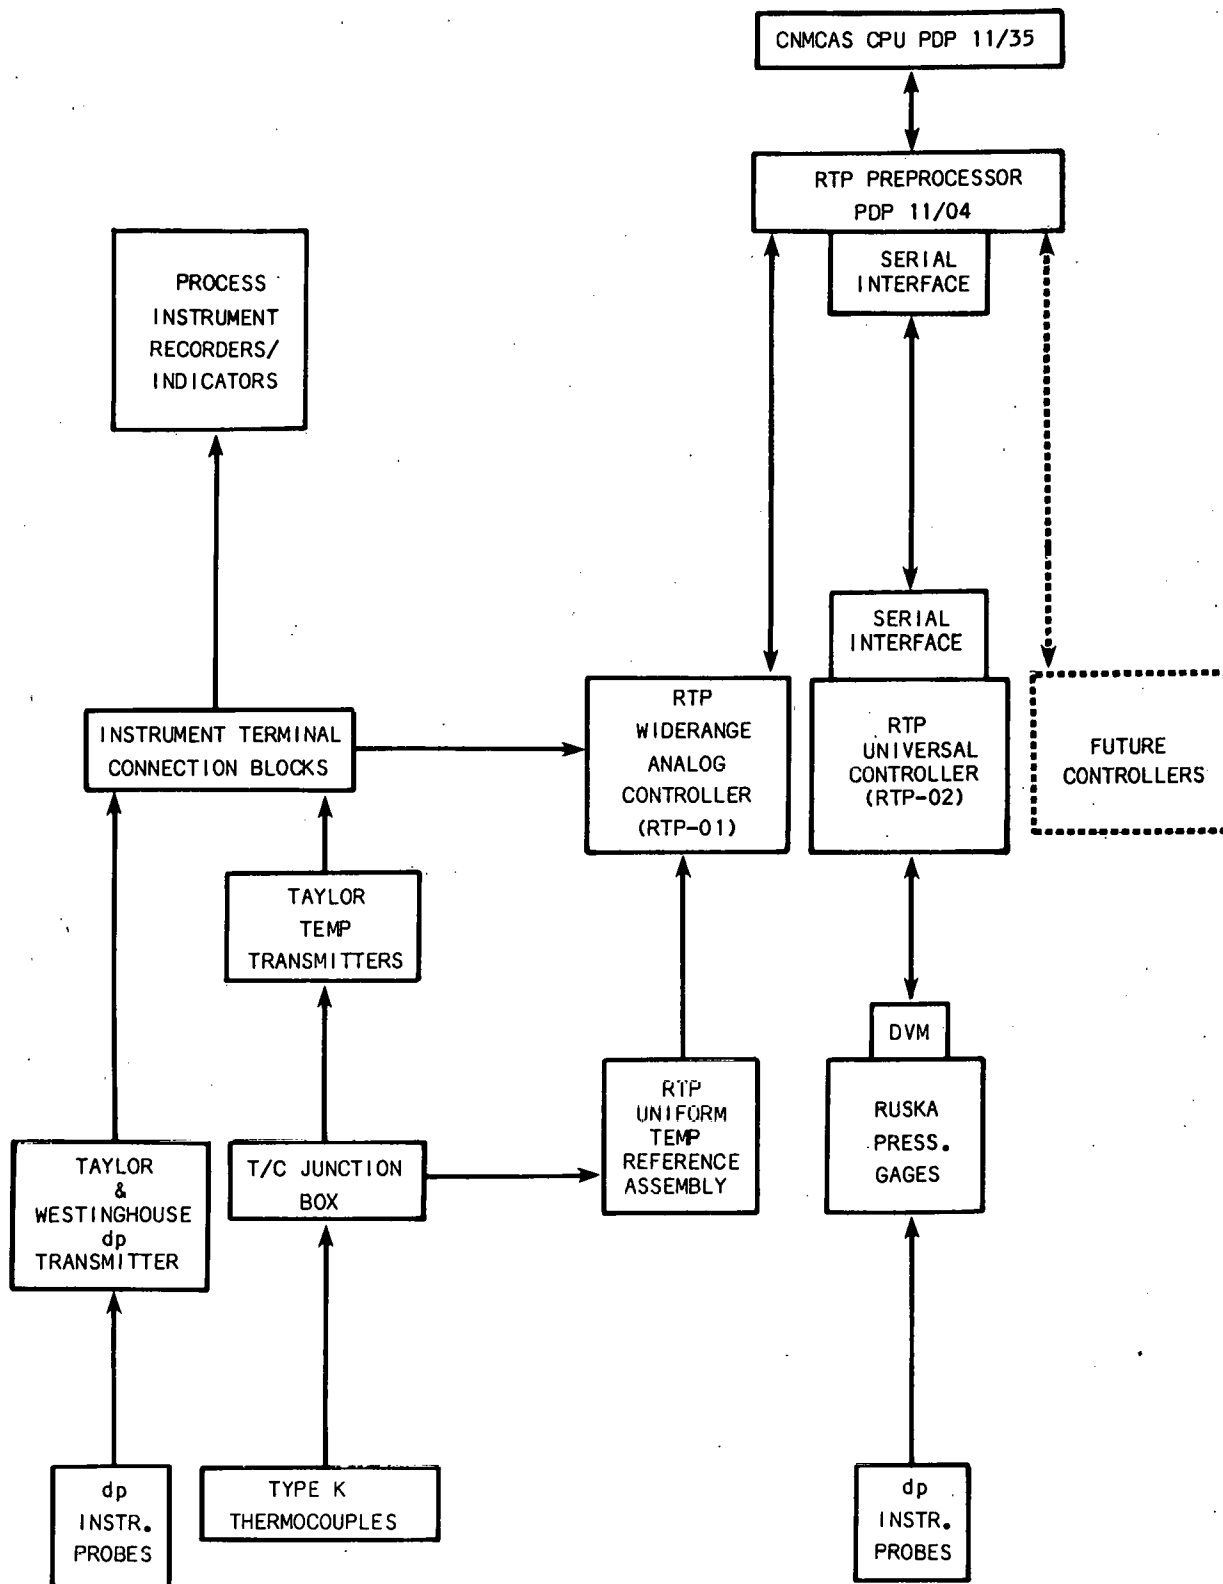 CNMCAS CPU PDP 11/35
RTP PREPROCESSOR
PDP 11/04
SERIAL
INTERFACE
PROCESS
INSTRUMENT
RECORDERS/
INDICATORS
SERIAL
INTERFACE
INSTRUMENT TERMINAL
CONNECTION BLOCKS
RTP
WIDERANGE
ANALOG
CONTROLLER
(RTP-01)
RTP
UNIVERSAL
CONTROLLER
(RTP-02)
FUTURE
CONTROLLERS
TAYLOR
TEMP
TRANSMITTERS
DVM
RUSKA
PRESS.
GAGES
RTP
UNIFORM
TEMP
REFERENCE
ASSEMBLY
TAYLOR
&
WESTINGHOUSE
dp
TRANSMITTER
T/C JUNCTION
BOX
dp
INSTR.
PROBES
TYPE K
THERMOCOUPLES
dp
INSTR.
PROBES